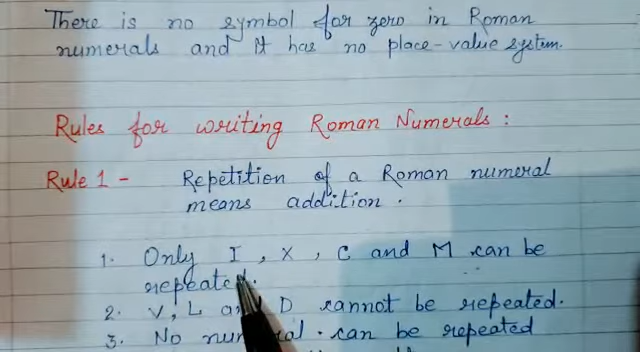 There is no symbol for zero in Roman
numerals and it has no place-value system.
Rules for writing Roman Numerals :
Rule 1 - Repetition of a Roman numeral
means addition.
1. Only I, X, C and M can be
repeated.
2. V, L and D cannot be repeated.
3. No numeral can be repeated